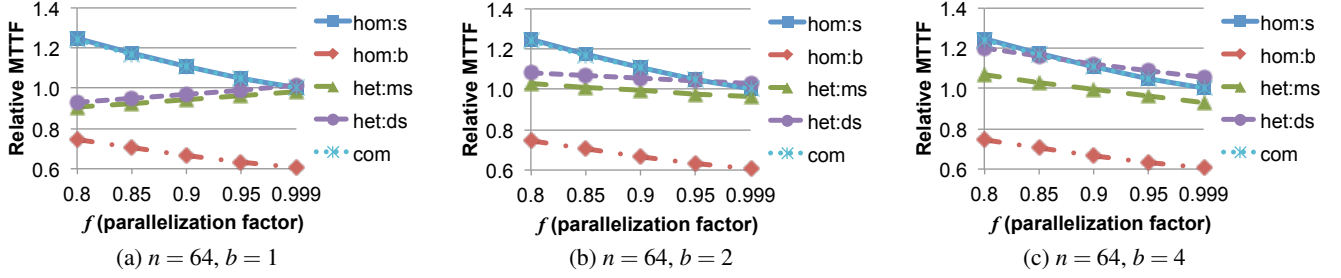 Relative MTTF
1.4
1.2
1.0
0.8
0.6
0.8 0.85 0.9 0.95 0.999
f (parallelization factor)
hom:s
hom:b
het:ms
het:ds
com
(a) n = 64, b = 1
Relative MTTF
1.4
1.2
1.0
0.8
0.6
0.8 0.85 0.9 0.95 0.999
f (parallelization factor)
hom:s
hom:b
het:ms
het:ds
com
(b) n = 64, b = 2
Relative MTTF
1.4
1.2
1.0
0.8
0.6
0.8 0.85 0.9 0.95 0.999
f (parallelization factor)
hom:s
hom:b
het:ms
het:ds
com
(c) n = 64, b = 4